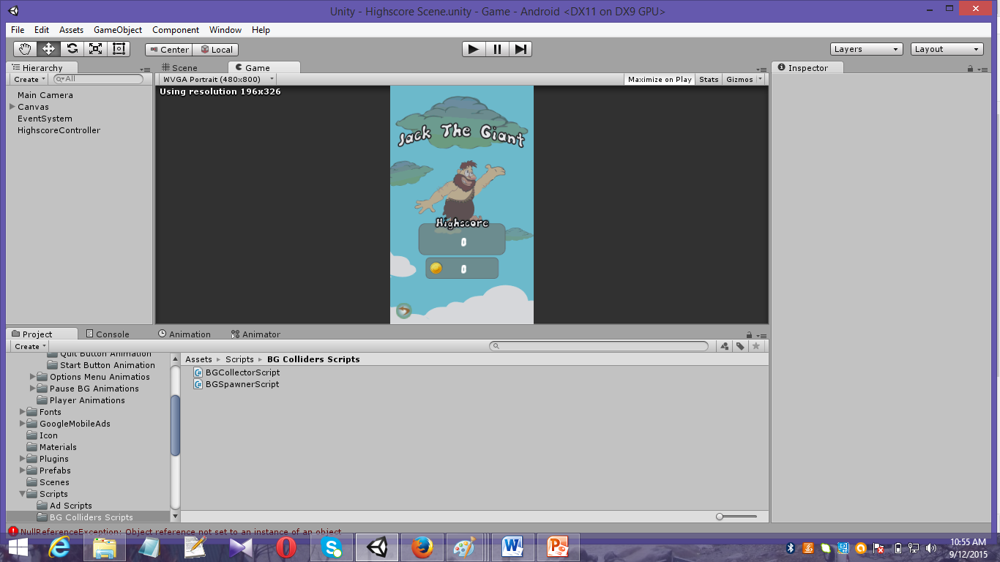 Unity - Highscore Scene.unity - Game - Android <DX11 on DX9 GPU>
File Edit Assets GameObject Component Window Help
Center Local Layers Layout
Hierarchy
Create All
Main Camera
Canvas
EventSystem
HighscoreController
Scene Game
WVGA Portrait (480x800) Maximize on Play Stats Gizmos
Using resolution 196x326
Jack The Giant
Highscore
0
0
Inspector
Project Console Animation Animator
Create
Quit Button Animation
Start Button Animation
Options Menu Animatios
Pause BG Animations
Player Animations
Fonts
GoogleMobileAds
Icon
Materials
Plugins
Prefabs
Scenes
Scripts
Ad Scripts
BG Colliders Scripts
Assets Scripts BG Colliders Scripts
BGCollectorScript
BGSpawnerScript
NullReferenceException: Object reference not set to an instance of an object
10:55 AM
9/12/2015